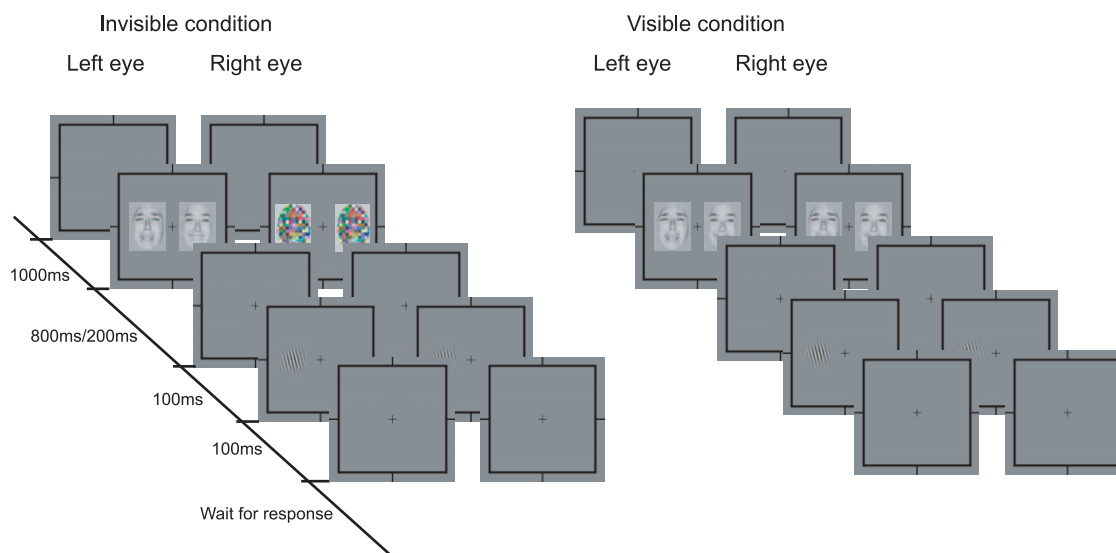 Invisible condition
Visible condition
Left eye
Right eye
Left eye
Right eye
1000ms
800ms/200ms
100ms
100ms
Wait for response